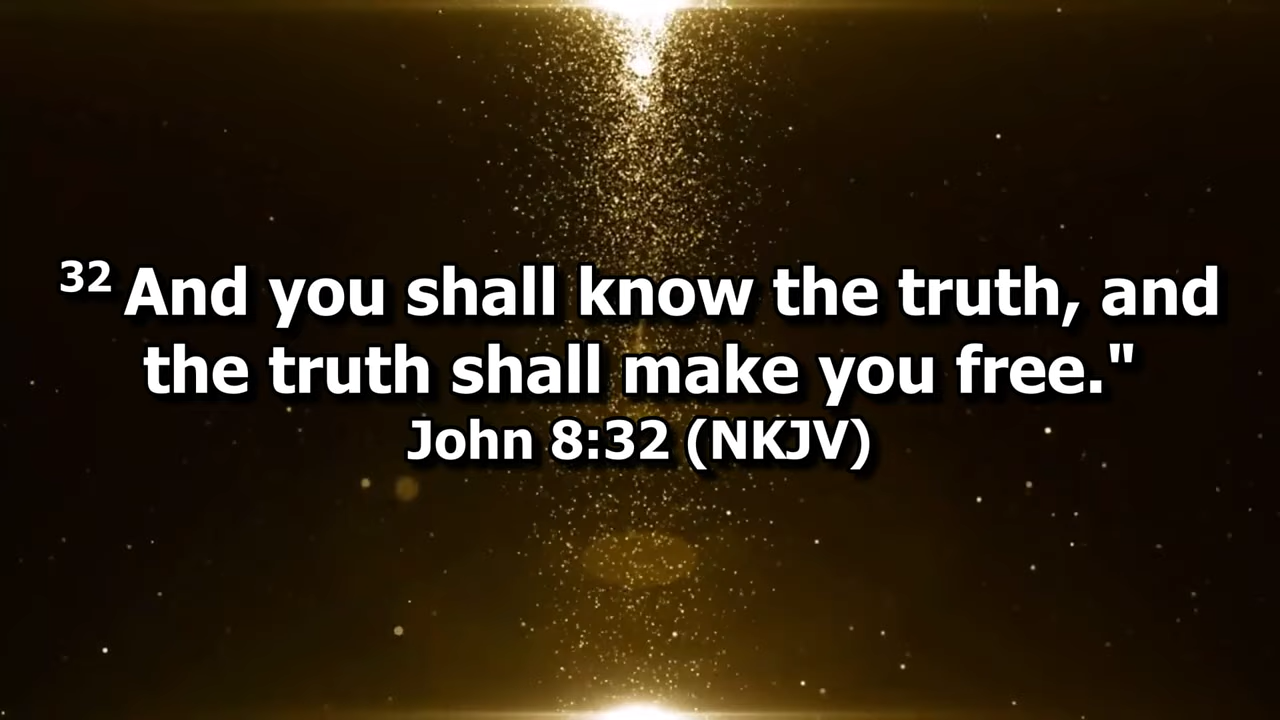 32 And you shall know the truth, and
the truth shall make you free."
John 8:32 (NKJV)